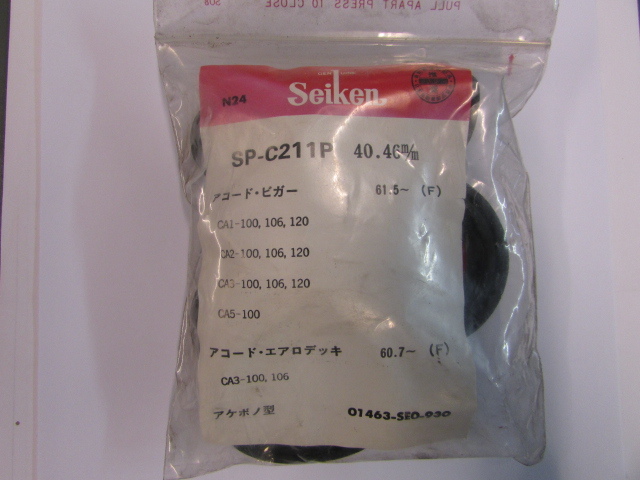 PULL APART PRESS TO CLOSE
N24 Seiken
SP-C211P 40.46m/m
アコード・ビガー 61.5~ (F)
CA1-100, 106, 120
CA2-100, 106, 120
CA3-100, 106, 120
CA5-100
アコード・エアロデッキ 60.7~ (F)
CA3-100, 106
アケボノ型 01463-SE0-930